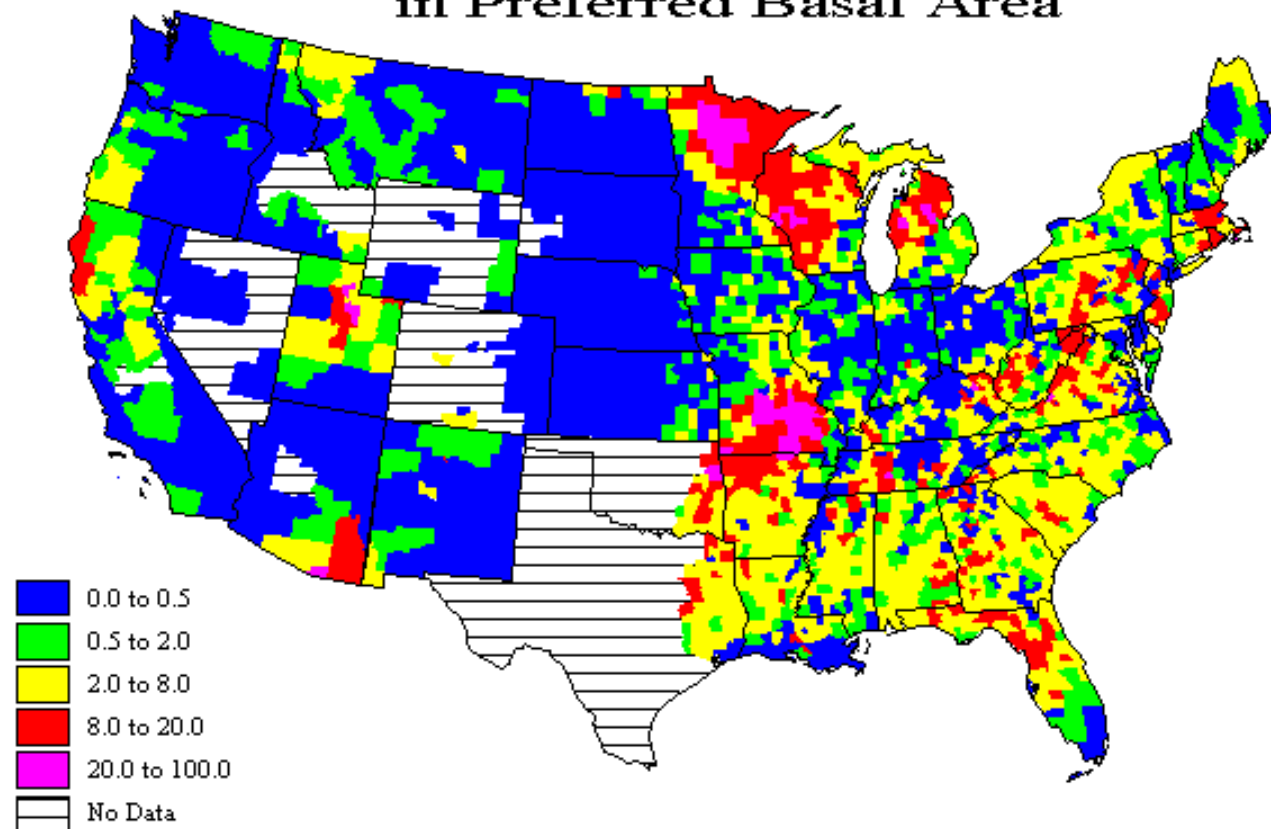 in Preferred Basal Area
0.0 to 0.5
0.5 to 2.0
2.0 to 8.0
8.0 to 20.0
20.0 to 100.0
No Data